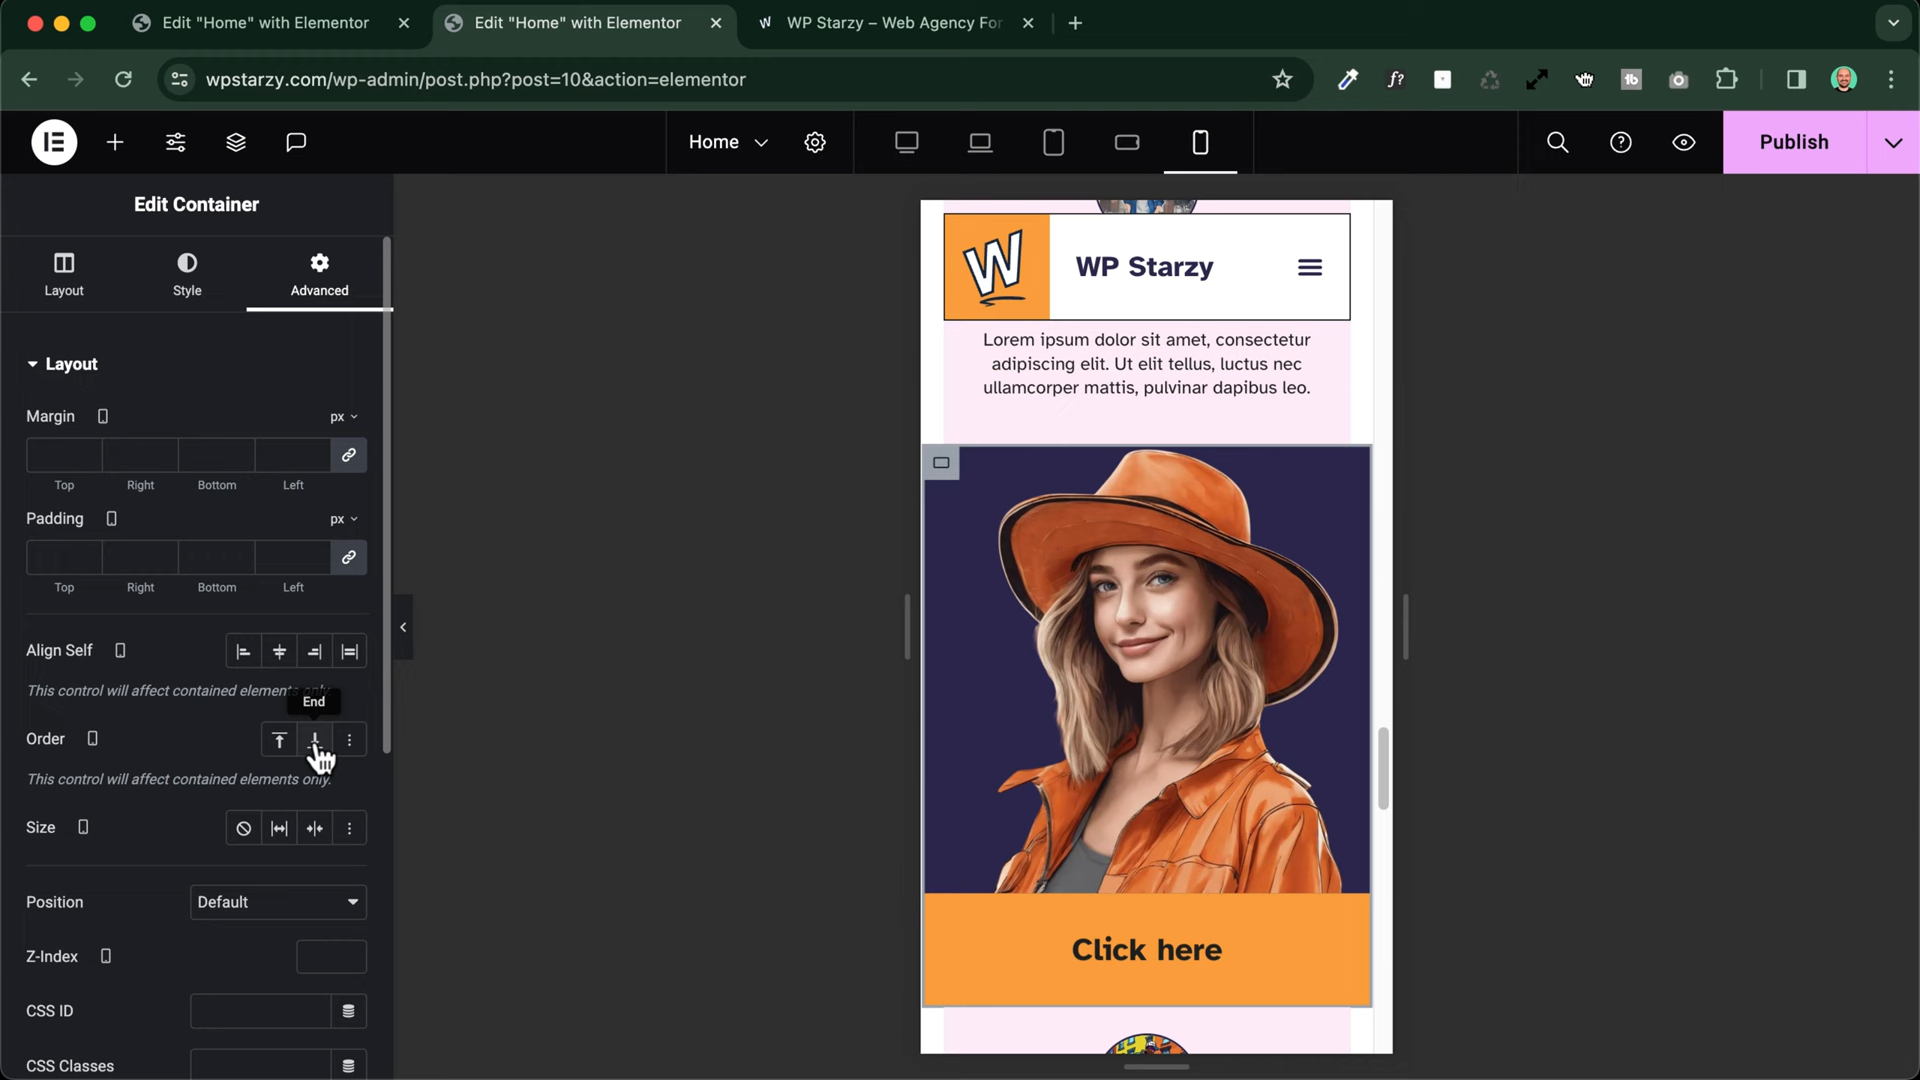 Edit "Home" with Elementor
Edit "Home" with Elementor
WP Starzy – Web Agency For
wpstarzy.com/wp-admin/post.php?post=10&action=elementor
Home
Publish
Edit Container
Layout
Style
Advanced
Layout
Margin
px
Top
Right
Bottom
Left
Padding
px
Top
Right
Bottom
Left
Align Self
This control will affect contained elements only.
End
Order
This control will affect contained elements only.
Size
Position
Default
Z-Index
CSS ID
CSS Classes
W
WP Starzy
Lorem ipsum dolor sit amet, consectetur
adipiscing elit. Ut elit tellus, luctus nec
ullamcorper mattis, pulvinar dapibus leo.
Click here